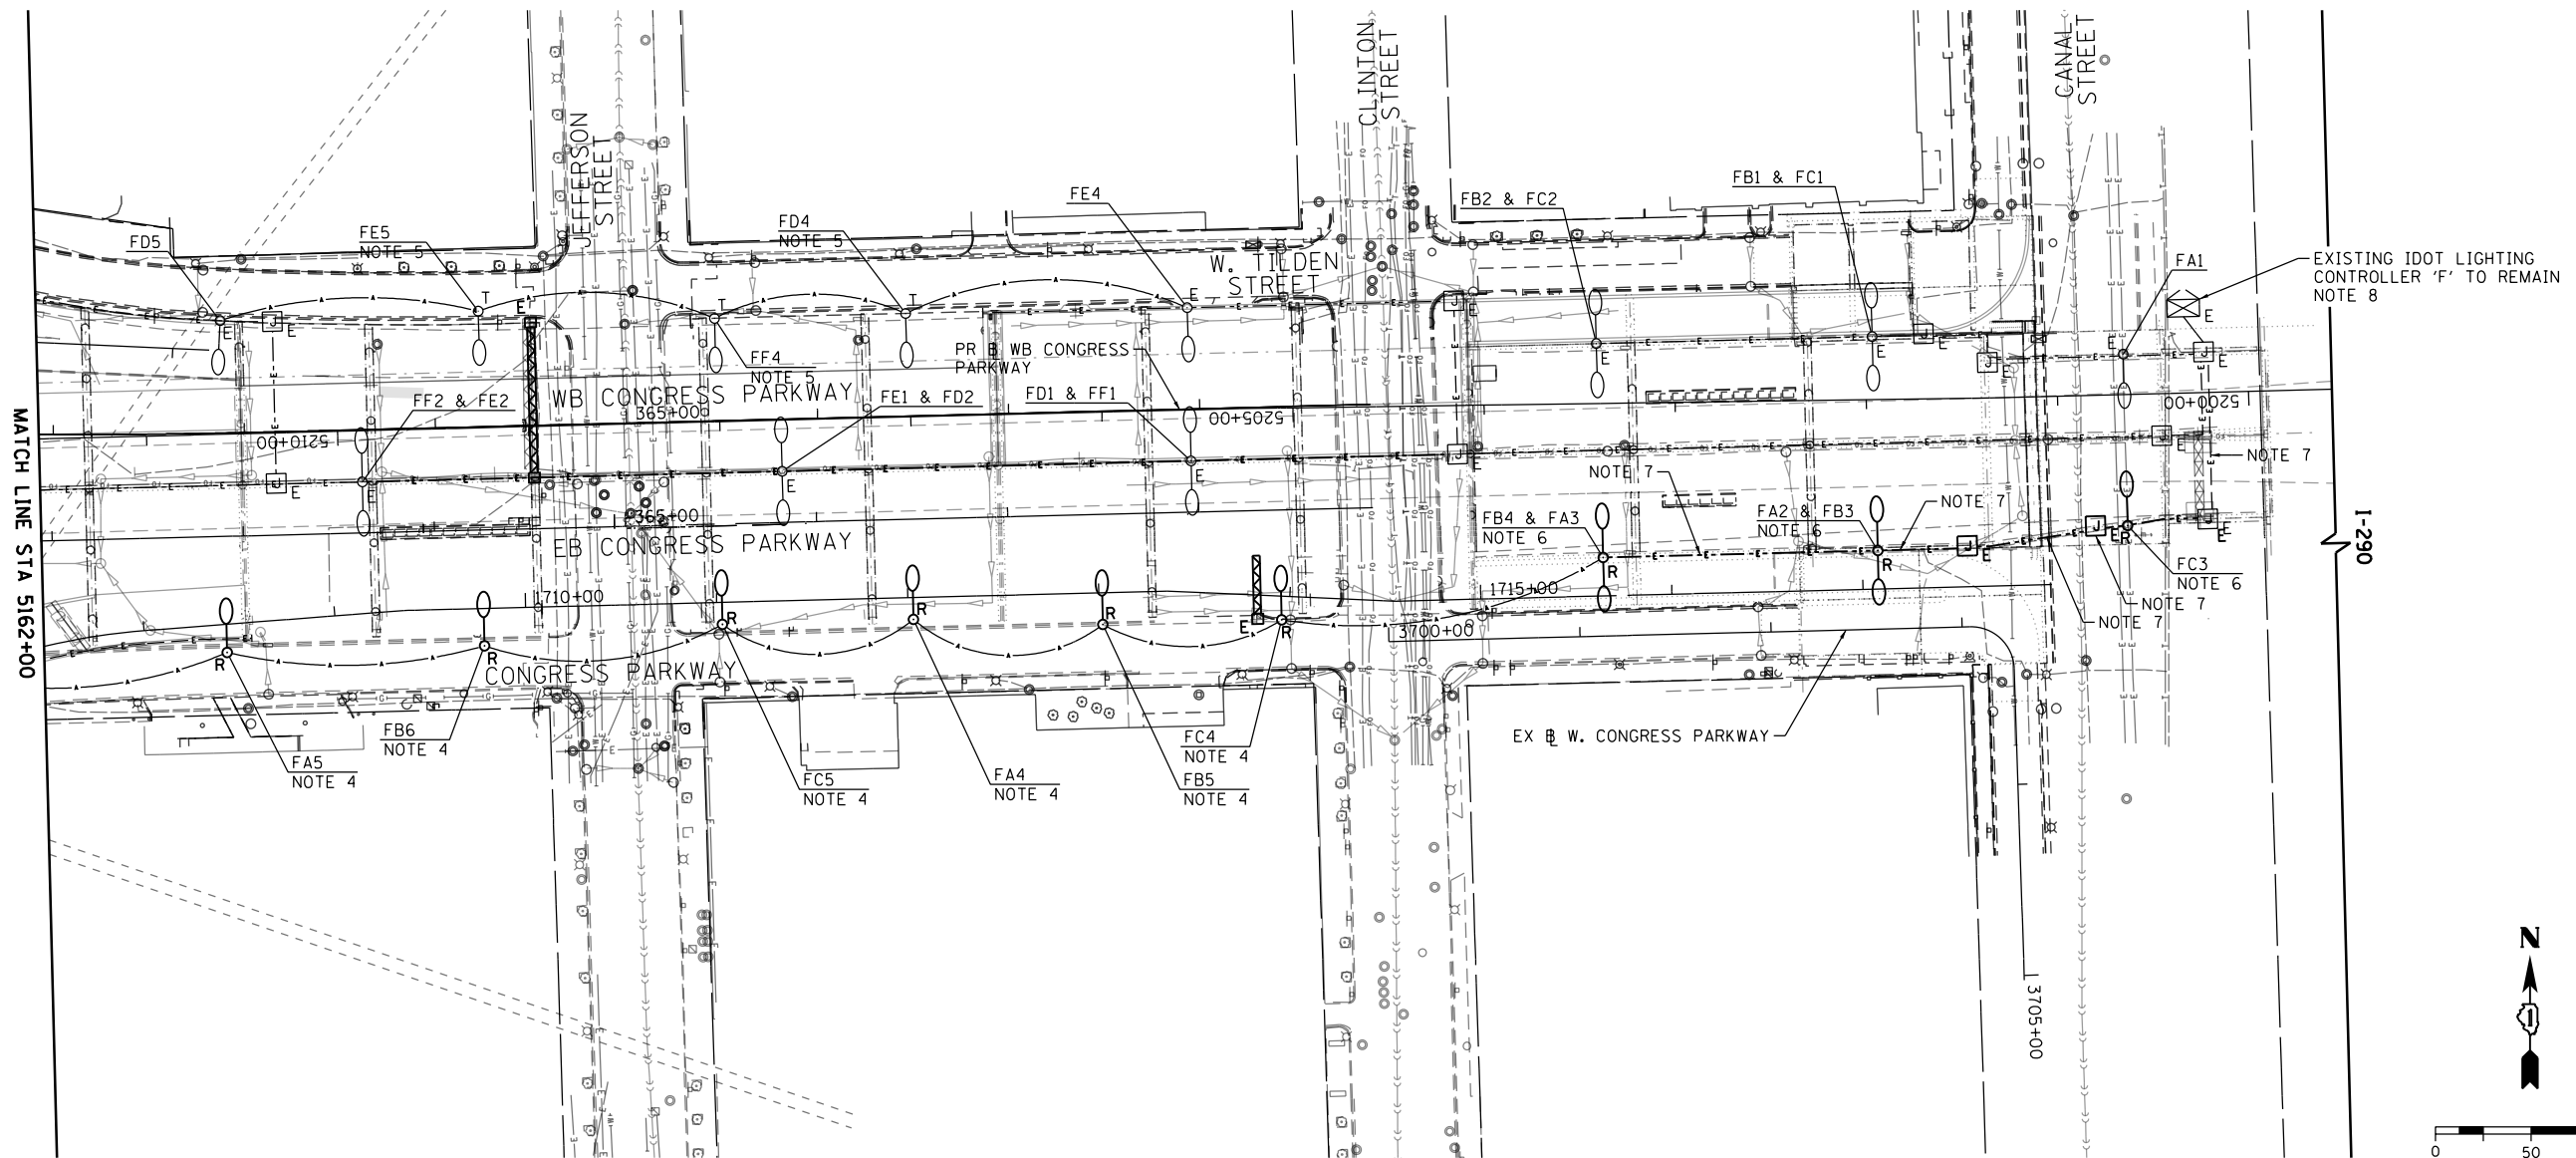 JEFFERSON
STREET
CLINION
STREET
CANAL
STREET
FD5
FE5
NOTE 5
FD4
NOTE 5
FE4
FB2 & FC2
FB1 & FC1
FA1
EXISTING IDOT LIGHTING
CONTROLLER 'F' TO REMAIN
NOTE 8
W. TILDEN
STREET
FF4
NOTE 5
PR ⅊ WB CONGRESS
PARKWAY
WB CONGRESS PARKWAY
365+00
FF2 & FE2
FE1 & FD2
FD1 & FF1
5210+00
5205+00
5200+00
NOTE 7
NOTE 7
NOTE 7
FB4 & FA3
NOTE 6
FA2 & FB3
NOTE 6
365+00
EB CONGRESS PARKWAY
FC3
NOTE 6
NOTE 7
NOTE 7
1710+00
1715+00
3700+00
CONGRESS PARKWAY
FB6
NOTE 4
FA5
NOTE 4
FC5
NOTE 4
FA4
NOTE 4
FC4
NOTE 4
FB5
NOTE 4
EX ⅊ W. CONGRESS PARKWAY
MATCH LINE STA 5162+00
I-290
3705+00
N
0 50